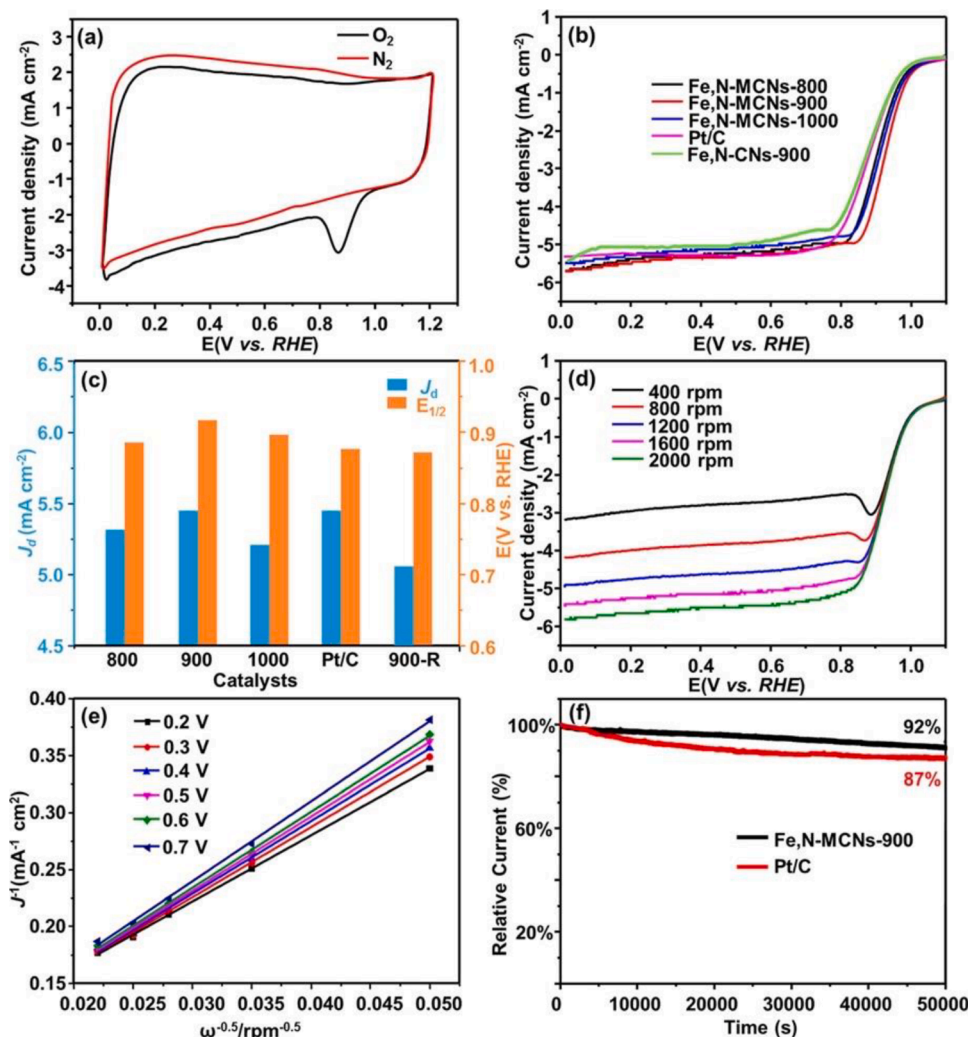 (a)
O₂
N₂
Current density (mA cm⁻²)
3
2
1
0
-1
-2
-3
-4
0.0 0.2 0.4 0.6 0.8 1.0 1.2
E(V vs. RHE)
(b)
Fe,N-MCNs-800
Fe,N-MCNs-900
Fe,N-MCNs-1000
Pt/C
Fe,N-CNs-900
Current density (mA cm⁻²)
1
0
-1
-2
-3
-4
-5
-6
0.0 0.2 0.4 0.6 0.8 1.0
E(V vs. RHE)
(c)
J_d
E₁/₂
J_d (mA cm⁻²)
6.5
6.0
5.5
5.0
4.5
E(V vs. RHE)
1.0
0.9
0.8
0.7
0.6
800 900 1000 Pt/C 900-R
Catalysts
(d)
400 rpm
800 rpm
1200 rpm
1600 rpm
2000 rpm
Current density (mA cm⁻²)
1
0
-1
-2
-3
-4
-5
-6
0.0 0.2 0.4 0.6 0.8 1.0
E(V vs. RHE)
(e)
0.2 V
0.3 V
0.4 V
0.5 V
0.6 V
0.7 V
J⁻¹(mA⁻¹ cm²)
0.40
0.35
0.30
0.25
0.20
0.15
0.020 0.025 0.030 0.035 0.040 0.045 0.050
ω⁻⁰·⁵/rpm⁻⁰·⁵
(f)
92%
87%
Fe,N-MCNs-900
Pt/C
Relative Current (%)
100%
60%
20%
0 10000 20000 30000 40000 50000
Time (s)